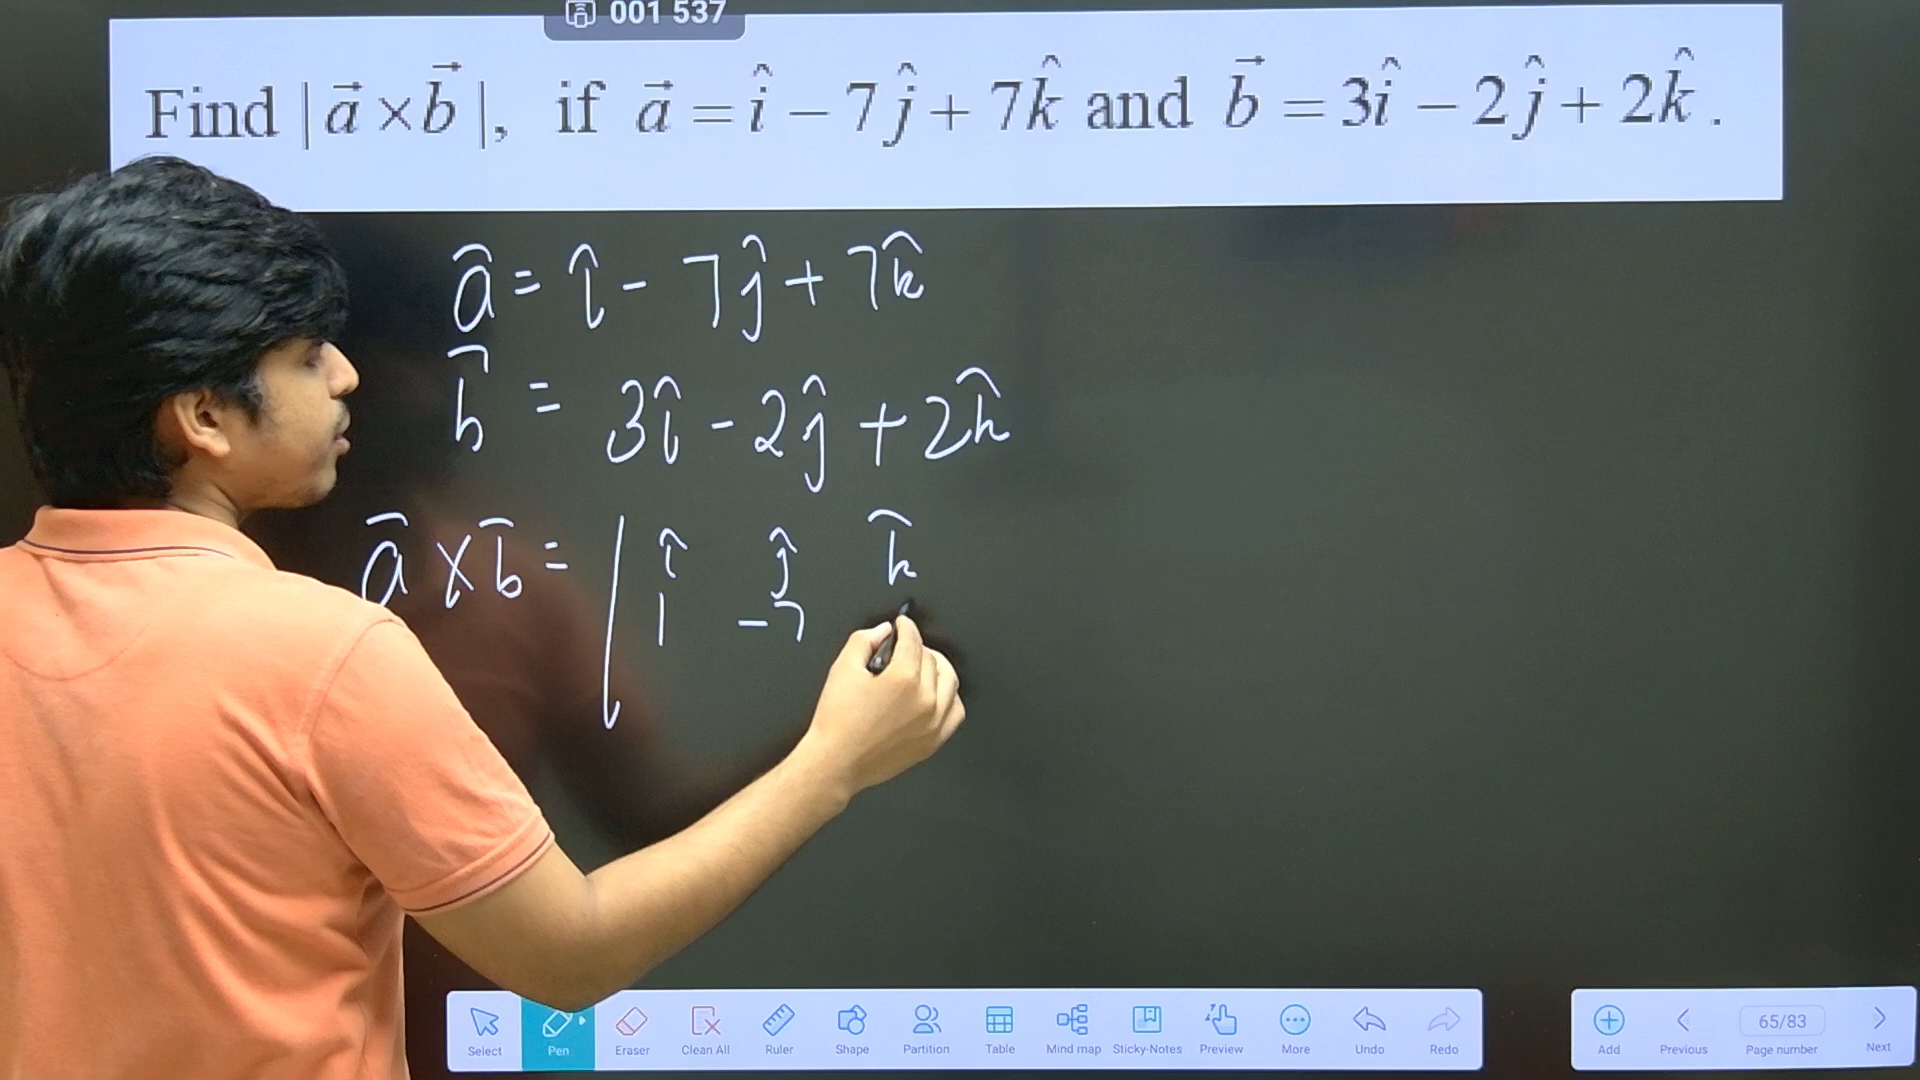 001 537
Find | a⃗ × b⃗ |, if a⃗ = î − 7ĵ + 7k̂ and b⃗ = 3î − 2ĵ + 2k̂ .
a⃗ = î - 7ĵ + 7k̂
b⃗ = 3î - 2ĵ + 2k̂
a⃗ × b⃗ = | î ĵ k̂
1 -7
Select Pen Eraser Clean All Ruler Shape Partition Table Mind map Sticky-Notes Preview More Undo Redo
65/83
Add Previous Page number Next